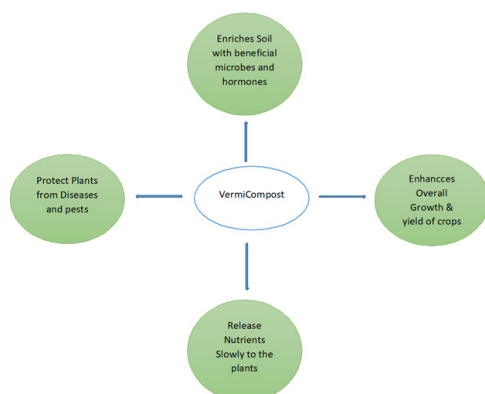 Enriches Soil
with beneficial
microbes and
hormones
Protect Plants
from Diseases
and pests
VermiCompost
Enhancces
Overall
Growth &
yield of crops
Release
Nutrients
Slowly to the
plants